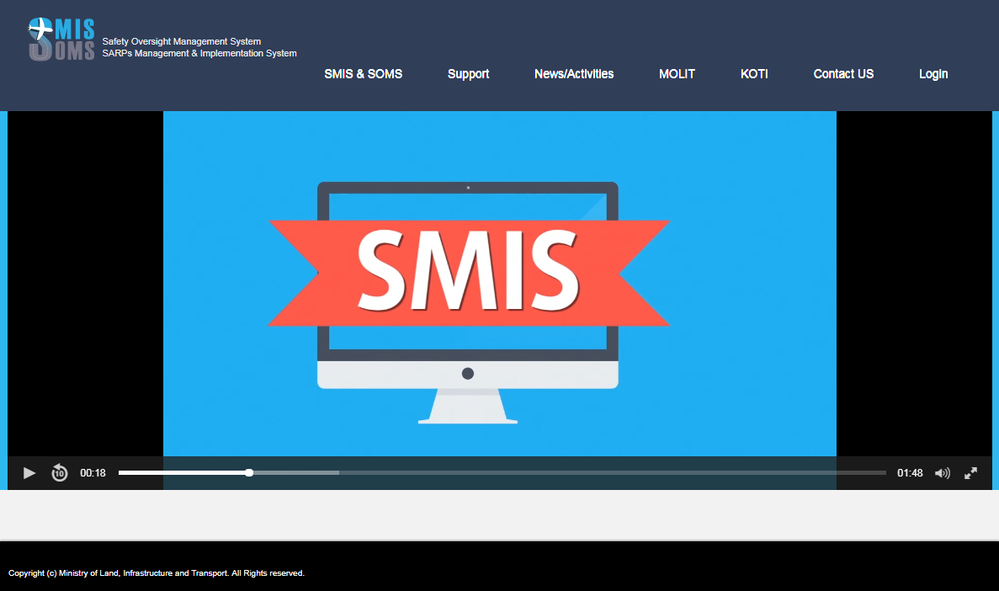 SMIS
SOMS
Safety Oversight Management System
SARPs Management & Implementation System
SMIS & SOMS Support News/Activities MOLIT KOTI Contact US Login
SMIS
10 00:18 01:48
Copyright (c) Ministry of Land, Infrastructure and Transport. All Rights reserved.